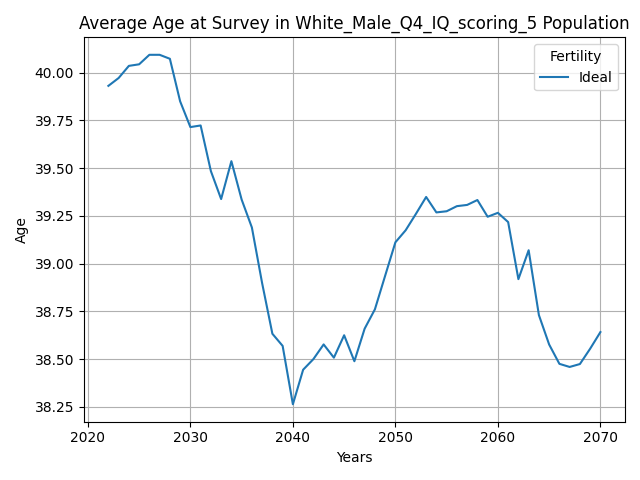 Average Age at Survey in White_Male_Q4_IQ_scoring_5 Population
Fertility
Ideal
Age
40.00
39.75
39.50
39.25
39.00
38.75
38.50
38.25
2020 2030 2040 2050 2060 2070
Years